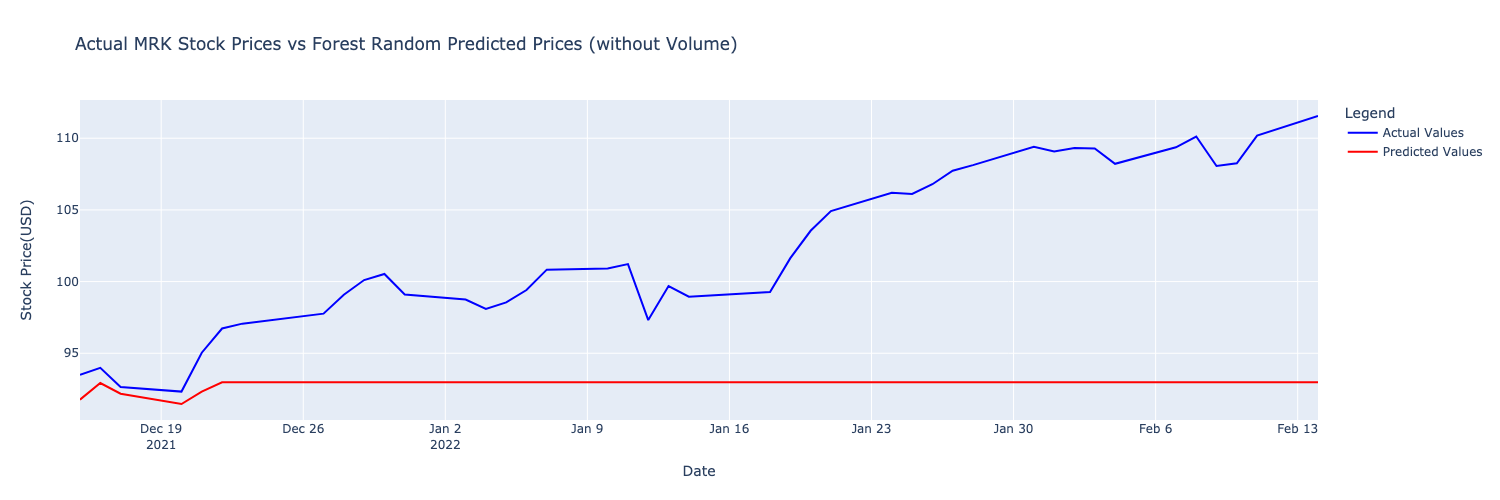 Actual MRK Stock Prices vs Forest Random Predicted Prices (without Volume)
Legend
Actual Values
Predicted Values
Stock Price(USD)
110
105
100
95
Dec 19
2021
Dec 26
Jan 2
2022
Jan 9
Jan 16
Jan 23
Jan 30
Feb 6
Feb 13
Date